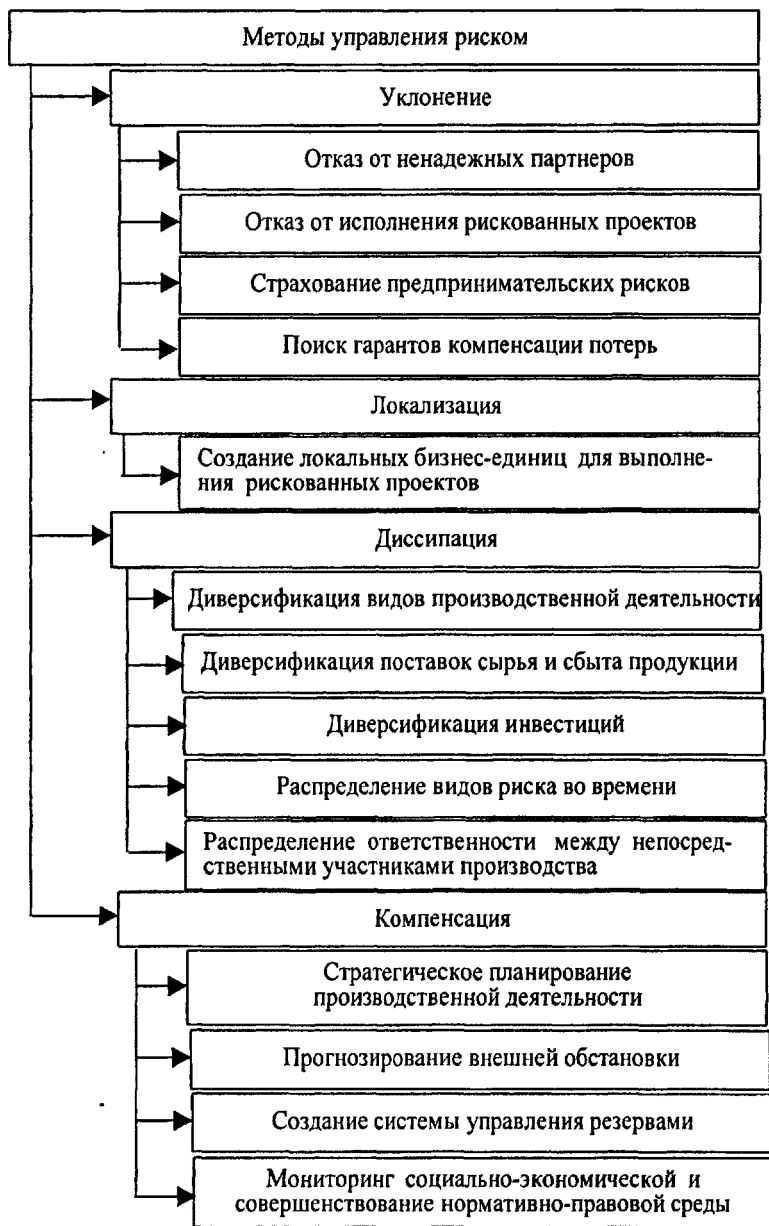 Методы управления риском
Уклонение
Отказ от ненадежных партнеров
Отказ от исполнения рискованных проектов
Страхование предпринимательских рисков
Поиск гарантов компенсации потерь
Локализация
Создание локальных бизнес-единиц для выполне-
ния рискованных проектов
Диссипация
Диверсификация видов производственной деятельности
Диверсификация поставок сырья и сбыта продукции
Диверсификация инвестиций
Распределение видов риска во времени
Распределение ответственности между непосред-
ственными участниками производства
Компенсация
Стратегическое планирование
производственной деятельности
Прогнозирование внешней обстановки
Создание системы управления резервами
Мониторинг социально-экономической и
совершенствование нормативно-правовой среды